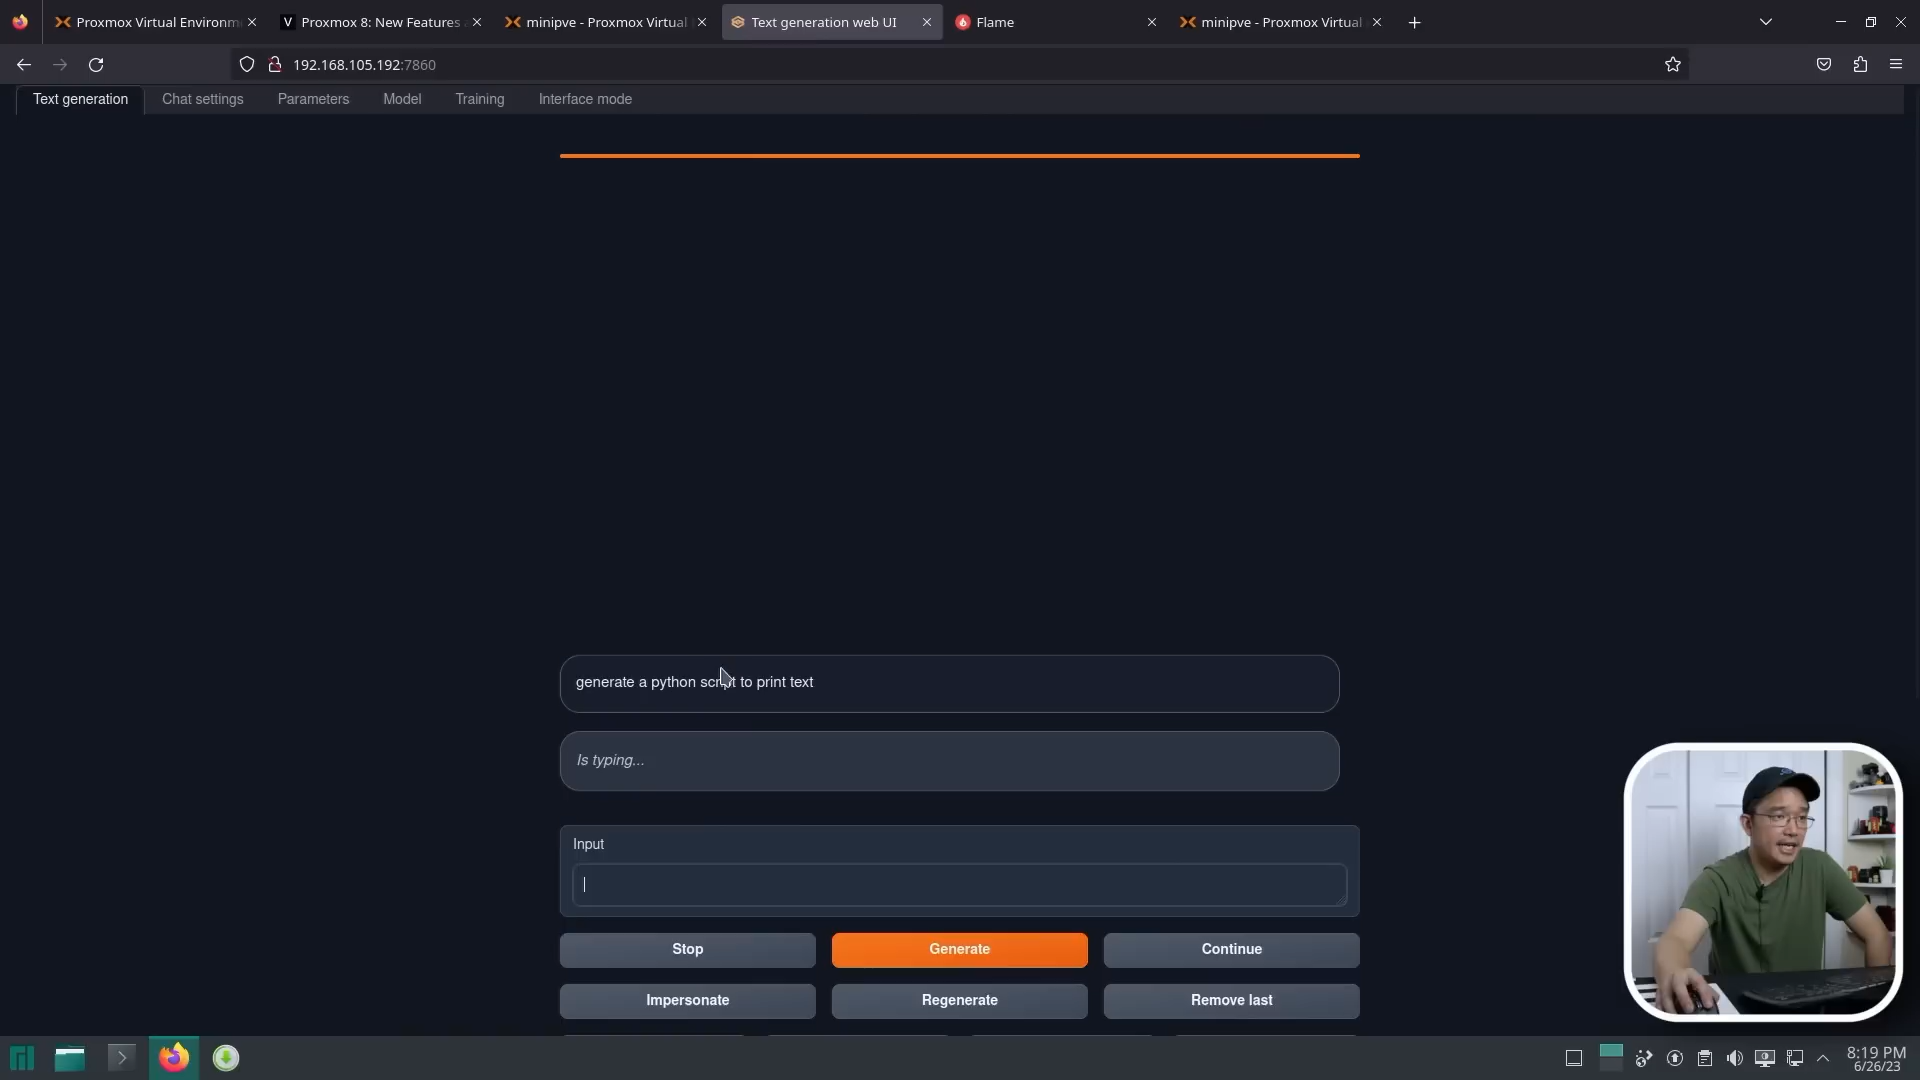 Proxmox Virtual Environm
Proxmox 8: New Features
minipve - Proxmox Virtual
Text generation web UI
Flame
minipve - Proxmox Virtual
192.168.105.192:7860
Text generation
Chat settings
Parameters
Model
Training
Interface mode
generate a python script to print text
Is typing...
Input
Stop
Generate
Continue
Impersonate
Regenerate
Remove last
8:19 PM
6/26/23